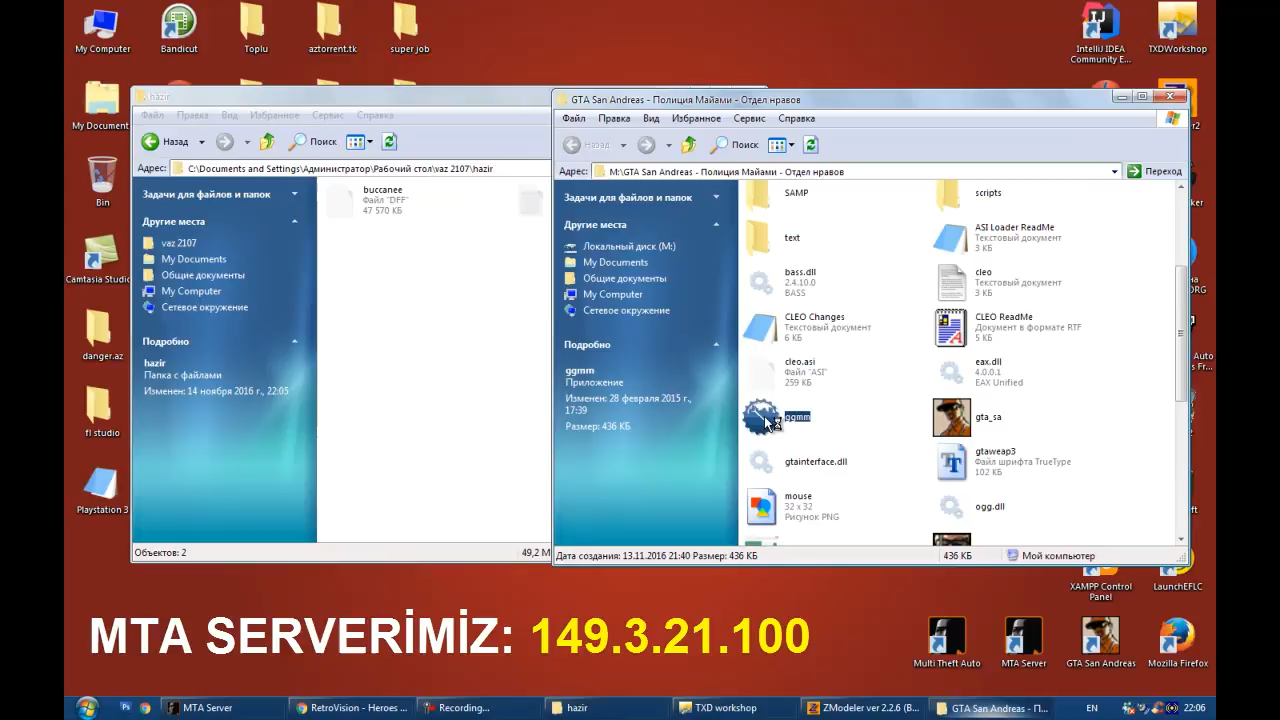 My Computer
Bandicut
Toplu
aztorrent.tk
super job
IntelliJ IDEA
Community E...
TXDWorkshop
My Document
Bin
Camtasia Studio
danger.az
fl studio
Playstation 3
hazir
Файл Правка Вид Избранное Сервис Справка
Назад Поиск
Адрес: C:\Documents and Settings\Администратор\Рабочий стол\vaz 2107\hazir
Задачи для файлов и папок
Другие места
vaz 2107
My Documents
Общие документы
My Computer
Сетевое окружение
Подробно
hazir
Папка с файлами
Изменен: 14 ноября 2016 г., 22:05
buccanee
Файл "DFF"
47 570 КБ
Объектов: 2
49,2 М
GTA San Andreas - Полиция Майами - Отдел нравов
Файл Правка Вид Избранное Сервис Справка
Назад Поиск
Адрес: M:\GTA San Andreas - Полиция Майами - Отдел нравов Переход
Задачи для файлов и папок
Другие места
Локальный диск (M:)
My Documents
Общие документы
My Computer
Сетевое окружение
Подробно
ggmm
Приложение
Изменен: 28 февраля 2015 г.,
17:39
Размер: 436 КБ
SAMP
scripts
text
ASI Loader ReadMe
Текстовый документ
3 КБ
bass.dll
2.4.10.0
BASS
cleo
Текстовый документ
3 КБ
CLEO Changes
Текстовый документ
6 КБ
CLEO ReadMe
Документ в формате RTF
5 КБ
cleo.asi
Файл "ASI"
259 КБ
eax.dll
4.0.0.1
EAX Unified
ggmm
gta_sa
gtainterface.dll
gtaweap3
Файл шрифта TrueType
102 КБ
mouse
32 x 32
Рисунок PNG
ogg.dll
Дата создания: 13.11.2016 21:40 Размер: 436 КБ
436 КБ
Мой компьютер
XAMPP Control
Panel
LaunchEFLC
MTA SERVERİMİZ: 149.3.21.100
Multi Theft Auto
MTA Server
GTA San Andreas
Mozilla Firefox
MTA Server
RetroVision - Heroes ...
Recording...
hazir
TXD workshop
ZModeler ver 2.2.6 (B...
GTA San Andreas - П...
EN
22:06